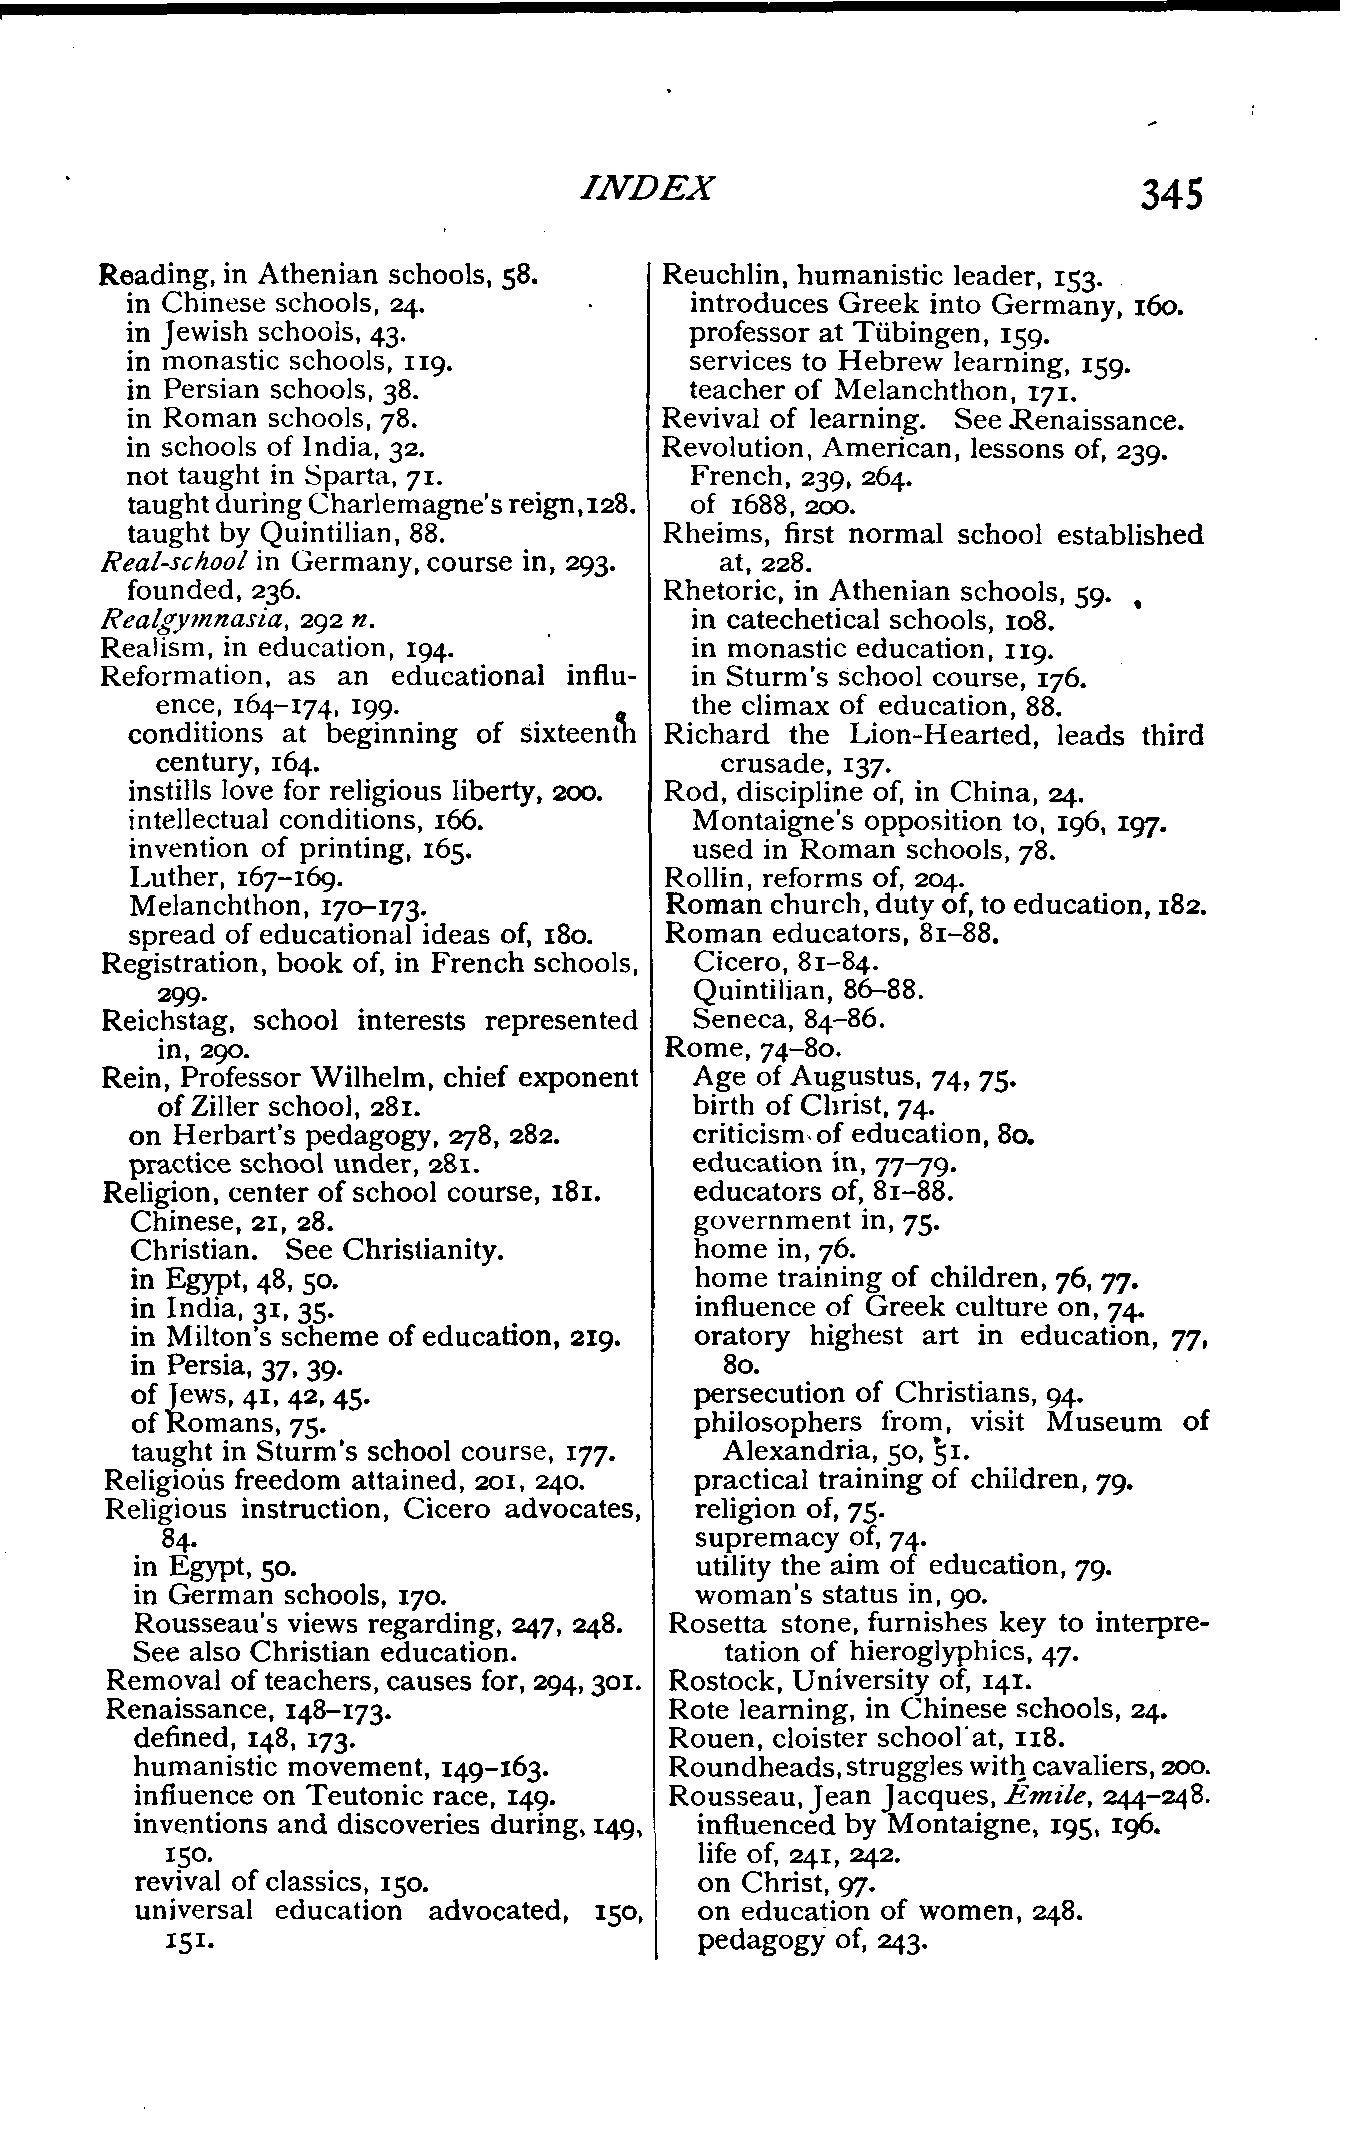 INDEX 345
Reading, in Athenian schools, 58.
in Chinese schools, 24.
in Jewish schools, 43.
in monastic schools, 119.
in Persian schools, 38.
in Roman schools, 78.
in schools of India, 32.
not taught in Sparta, 71.
taught during Charlemagne's reign, 128.
taught by Quintilian, 88.
Real-school in Germany, course in, 293.
founded, 236.
Realgymnasia, 292 n.
Realism, in education, 194.
Reformation, as an educational influ-
ence, 164–174, 199.
conditions at beginning of sixteenth
century, 164.
instills love for religious liberty, 200.
intellectual conditions, 166.
invention of printing, 165.
Luther, 167–169.
Melanchthon, 170–173.
spread of educational ideas of, 180.
Registration, book of, in French schools,
299.
Reichstag, school interests represented
in, 290.
Rein, Professor Wilhelm, chief exponent
of Ziller school, 281.
on Herbart's pedagogy, 278, 282.
practice school under, 281.
Religion, center of school course, 181.
Chinese, 21, 28.
Christian. See Christianity.
in Egypt, 48, 50.
in India, 31, 35.
in Milton's scheme of education, 219.
in Persia, 37, 39.
of Jews, 41, 42, 45.
of Romans, 75.
taught in Sturm's school course, 177.
Religious freedom attained, 201, 240.
Religious instruction, Cicero advocates,
84.
in Egypt, 50.
in German schools, 170.
Rousseau's views regarding, 247, 248.
See also Christian education.
Removal of teachers, causes for, 294, 301.
Renaissance, 148–173.
defined, 148, 173.
humanistic movement, 149–163.
influence on Teutonic race, 149.
inventions and discoveries during, 149,
150.
revival of classics, 150.
universal education advocated, 150,
151.
Reuchlin, humanistic leader, 153.
introduces Greek into Germany, 160.
professor at Tübingen, 159.
services to Hebrew learning, 159.
teacher of Melanchthon, 171.
Revival of learning. See Renaissance.
Revolution, American, lessons of, 239.
French, 239, 264.
of 1688, 200.
Rheims, first normal school established
at, 228.
Rhetoric, in Athenian schools, 59.
in catechetical schools, 108.
in monastic education, 119.
in Sturm's school course, 176.
the climax of education, 88.
Richard the Lion-Hearted, leads third
crusade, 137.
Rod, discipline of, in China, 24.
Montaigne's opposition to, 196, 197.
used in Roman schools, 78.
Rollin, reforms of, 204.
Roman church, duty of, to education, 182.
Roman educators, 81–88.
Cicero, 81–84.
Quintilian, 86–88.
Seneca, 84–86.
Rome, 74–80.
Age of Augustus, 74, 75.
birth of Christ, 74.
criticism of education, 80.
education in, 77–79.
educators of, 81–88.
government in, 75.
home in, 76.
home training of children, 76, 77.
influence of Greek culture on, 74.
oratory highest art in education, 77,
80.
persecution of Christians, 94.
philosophers from, visit Museum of
Alexandria, 50, 51.
practical training of children, 79.
religion of, 75.
supremacy of, 74.
utility the aim of education, 79.
woman's status in, 90.
Rosetta stone, furnishes key to interpre-
tation of hieroglyphics, 47.
Rostock, University of, 141.
Rote learning, in Chinese schools, 24.
Rouen, cloister school at, 118.
Roundheads, struggles with cavaliers, 200.
Rousseau, Jean Jacques, Émile, 244–248.
influenced by Montaigne, 195, 196.
life of, 241, 242.
on Christ, 97.
on education of women, 248.
pedagogy of, 243.